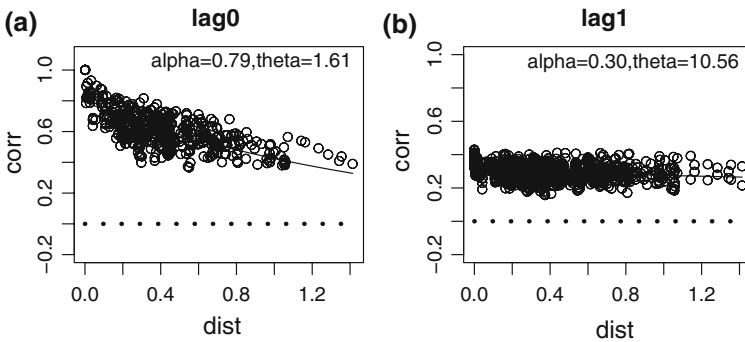 (a)
lag0
alpha=0.79,theta=1.61
corr
1.0
0.6
0.2
−0.2
0.0 0.4 0.8 1.2
dist
(b)
lag1
alpha=0.30,theta=10.56
corr
1.0
0.6
0.2
−0.2
0.0 0.4 0.8 1.2
dist